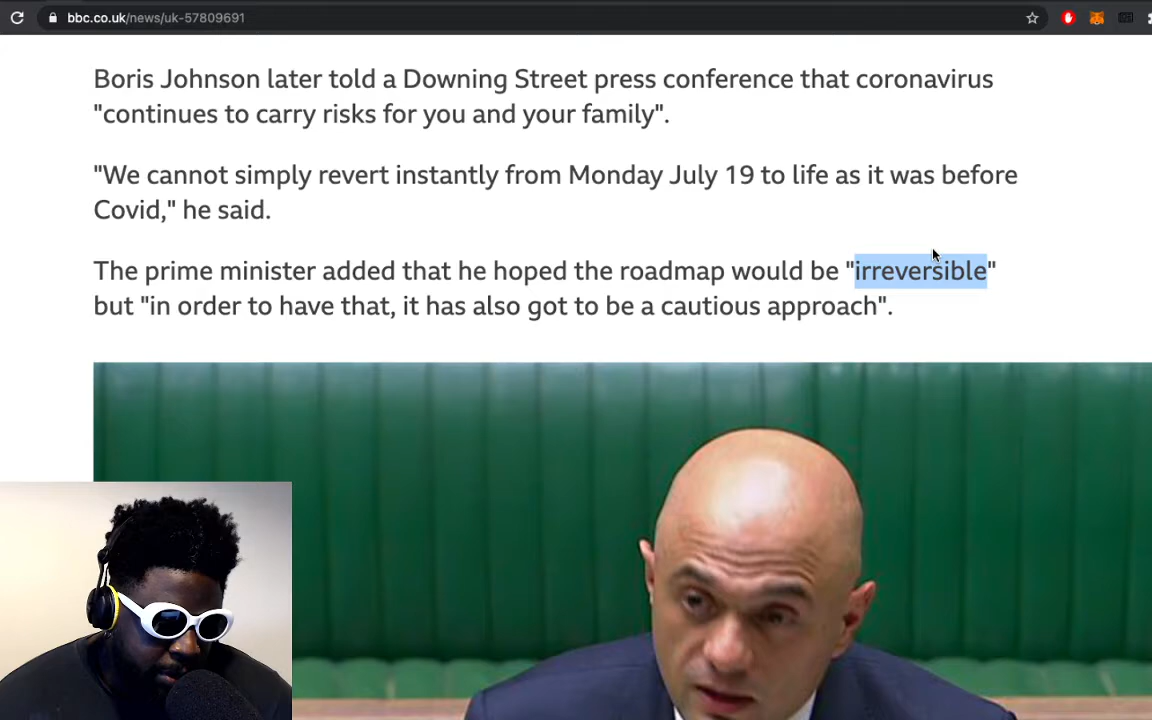 bbc.co.uk/news/uk-57809691
Boris Johnson later told a Downing Street press conference that coronavirus
"continues to carry risks for you and your family".
"We cannot simply revert instantly from Monday July 19 to life as it was before
Covid," he said.
The prime minister added that he hoped the roadmap would be "irreversible"
but "in order to have that, it has also got to be a cautious approach".